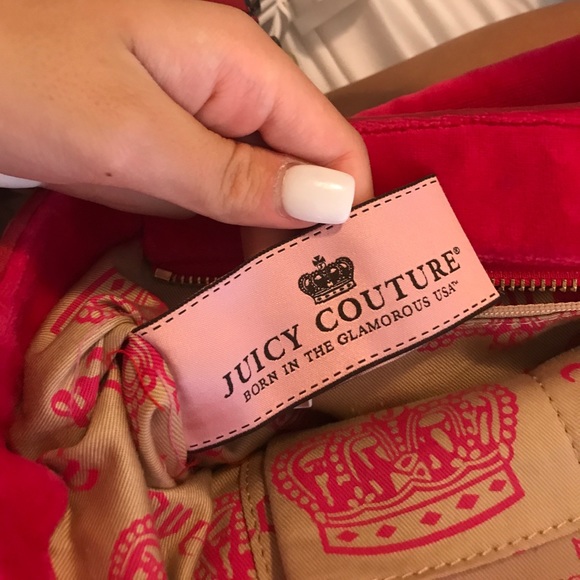 JUICY COUTURE®
BORN IN THE GLAMOROUS USA™